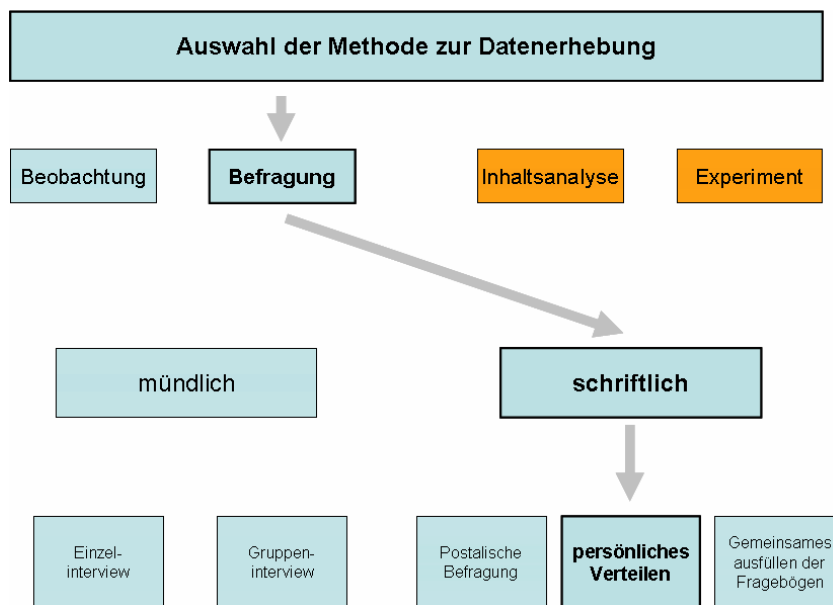 Auswahl der Methode zur Datenerhebung
Beobachtung
Befragung
Inhaltsanalyse
Experiment
mündlich
schriftlich
Einzel-
interview
Gruppen-
interview
Postalische
Befragung
persönliches
Verteilen
Gemeinsames
ausfüllen der
Fragebögen